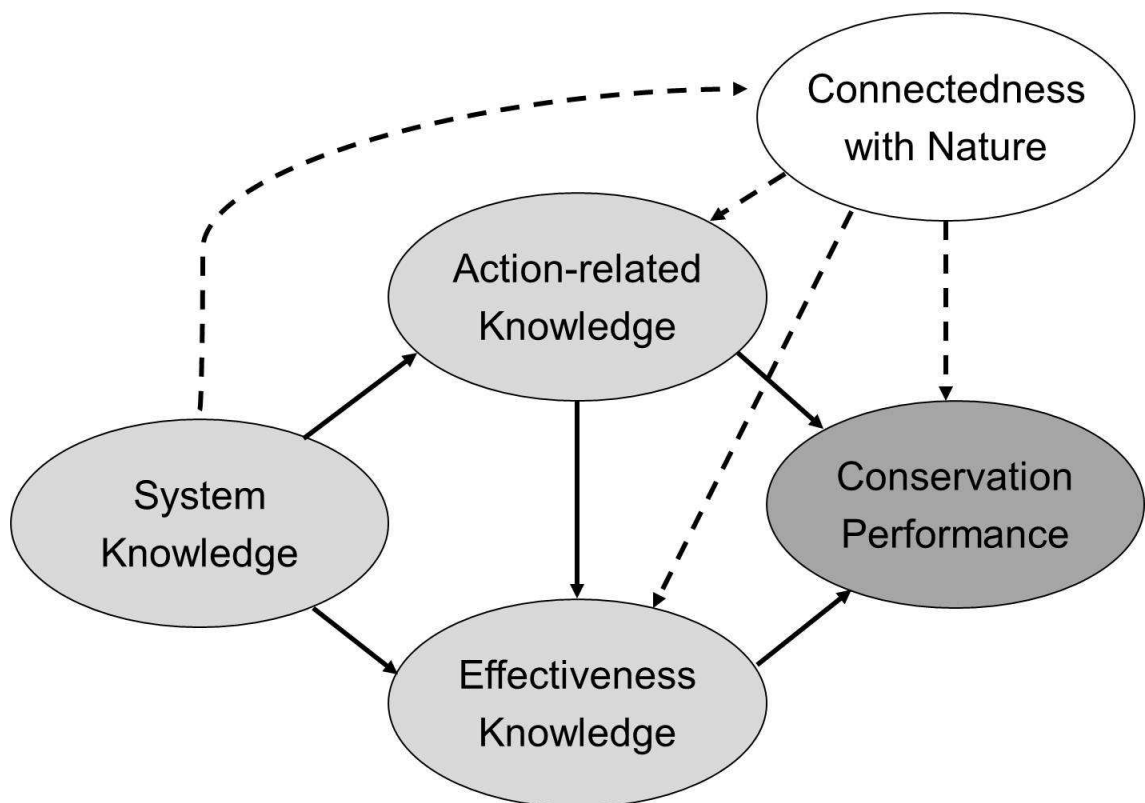 Connectedness
with Nature
Action-related
Knowledge
System
Knowledge
Conservation
Performance
Effectiveness
Knowledge